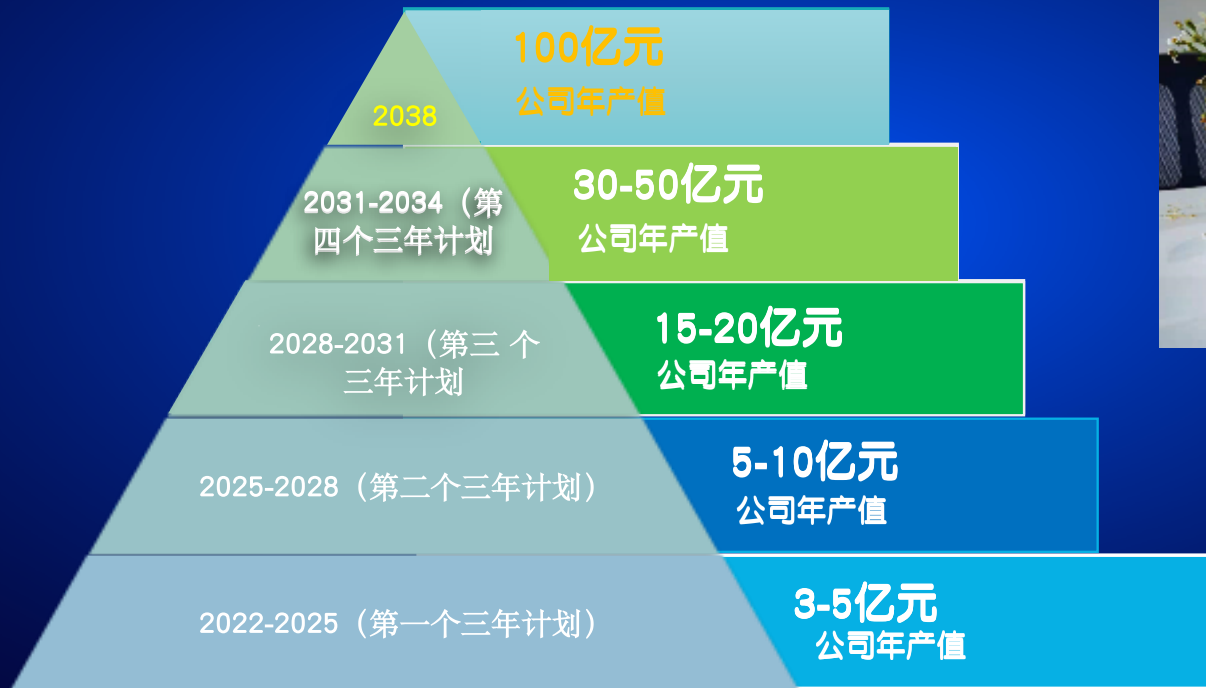 100亿元
公司年产值
2038
30-50亿元
2031-2034（第
四个三年计划
公司年产值
15-20亿元
2028-2031（第三 个
三年计划
公司年产值
5-10亿元
2025-2028（第二个三年计划）
公司年产值
3-5亿元
2022-2025（第一个三年计划）
公司年产值